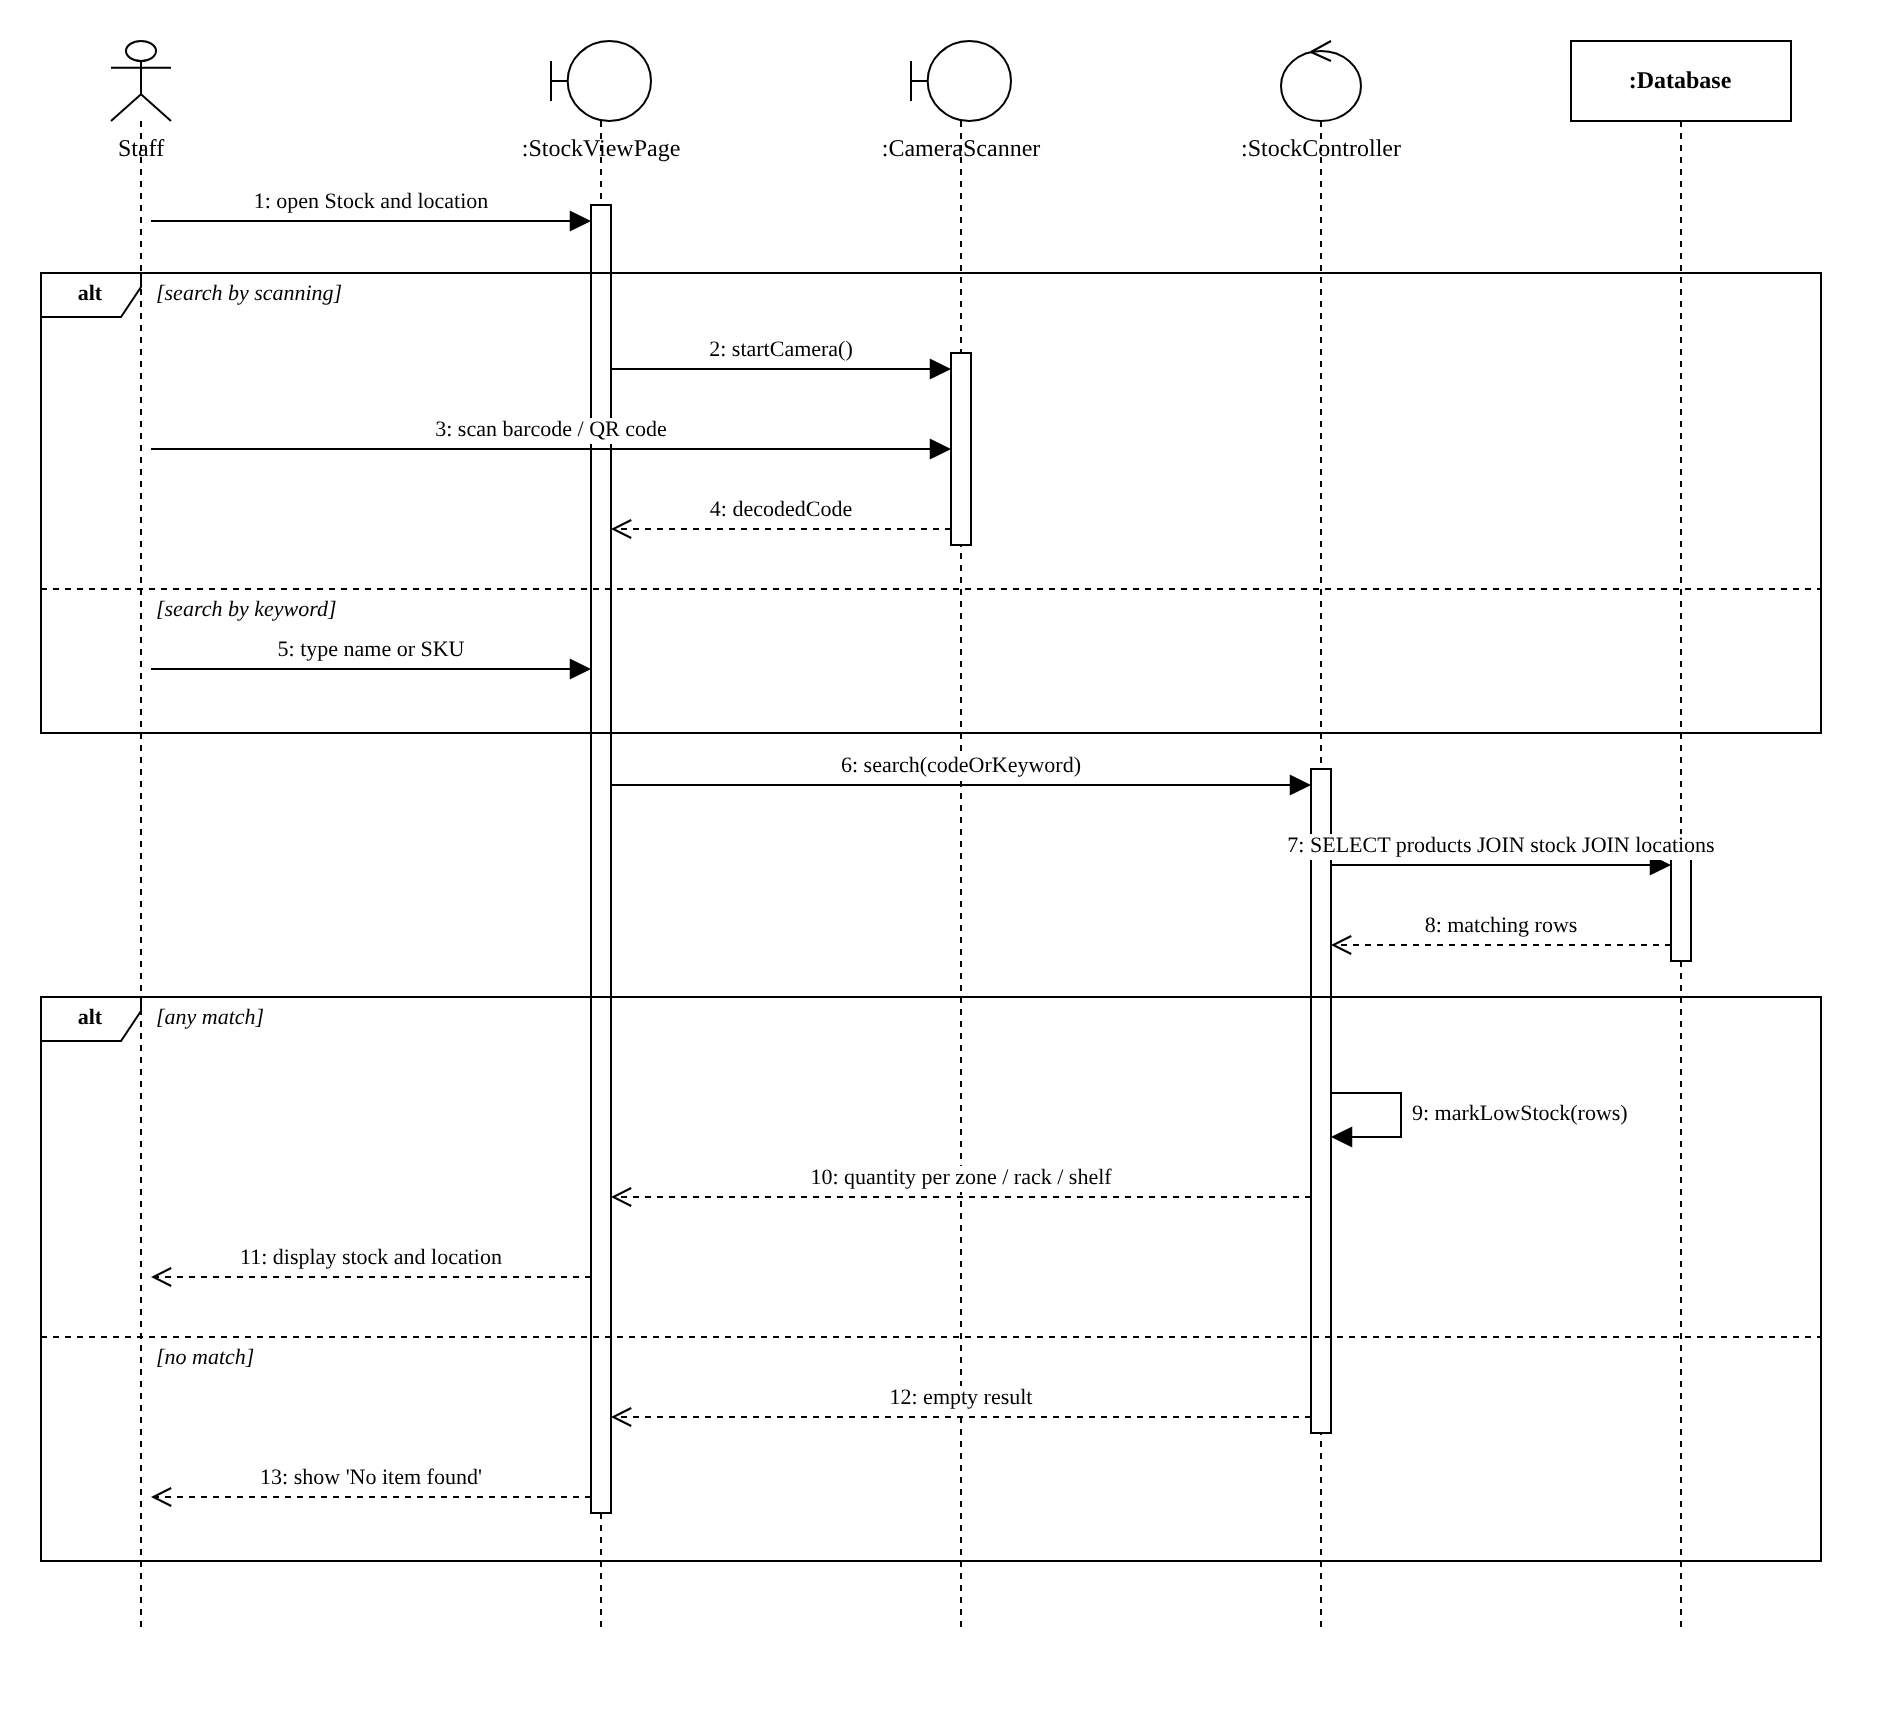 Staff
:StockViewPage
:CameraScanner
:StockController
:Database
1: open Stock and location
alt
[search by scanning]
2: startCamera()
3: scan barcode / QR code
4: decodedCode
[search by keyword]
5: type name or SKU
6: search(codeOrKeyword)
7: SELECT products JOIN stock JOIN locations
8: matching rows
alt
[any match]
9: markLowStock(rows)
10: quantity per zone / rack / shelf
11: display stock and location
[no match]
12: empty result
13: show 'No item found'